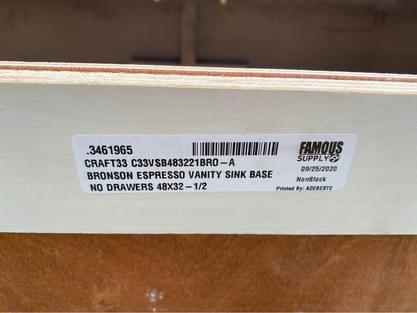 .3461965
FAMOUS
SUPPLY
CRAFT33 C33VSB483221BRO-A
09/25/2020
BRONSON ESPRESSO VANITY SINK BASE
NonStock
NO DRAWERS 48X32-1/2
Printed By: ADEBERTE